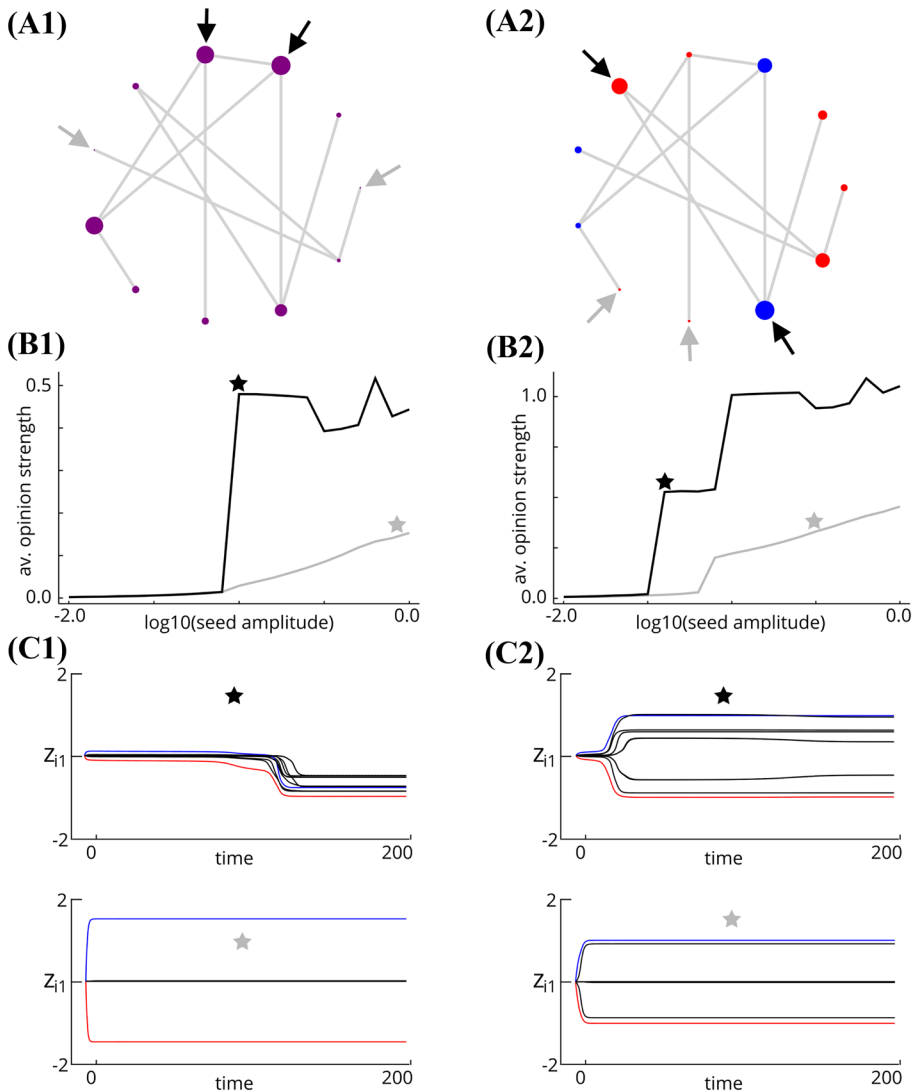 (A1)
(A2)
(B1)
(B2)
0.5
av. opinion strength
0.0
-2.0
log10(seed amplitude)
0.0
1.0
av. opinion strength
0.0
-2.0
log10(seed amplitude)
0.0
(C1)
(C2)
2
Zi1
-2
0
time
200
2
Zi1
-2
0
time
200
2
Zi1
-2
0
time
200
2
Zi1
-2
0
time
200